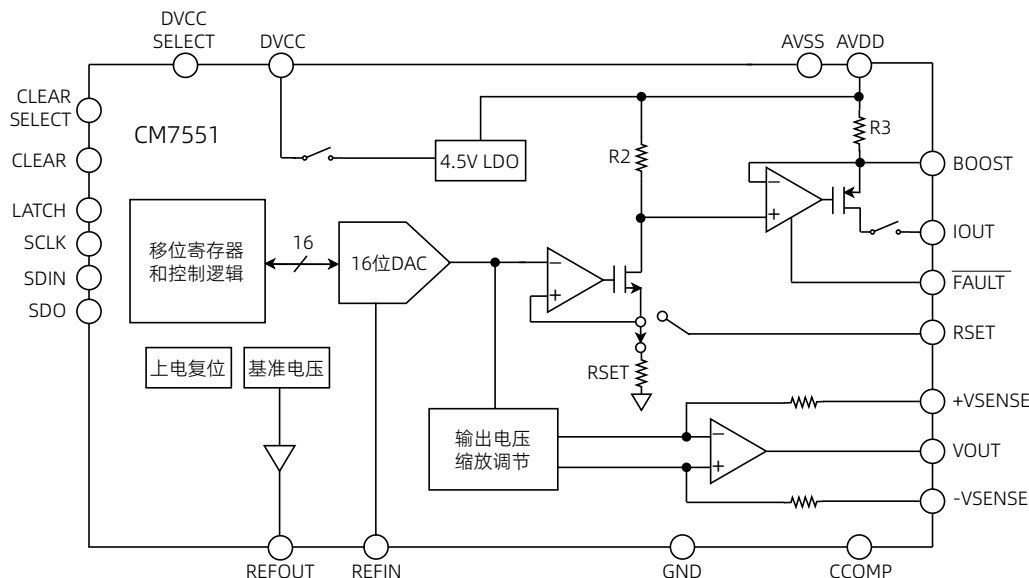 DVCC
SELECT
DVCC
AVSS
AVDD
CLEAR
SELECT
CM7551
R3
4.5V LDO
R2
CLEAR
BOOST
LATCH
SCLK
SDIN
SDO
移位寄存器
和控制逻辑
16
16位DAC
−
+
−
+
IOUT
FAULT
RSET
RSET
上电复位
基准电压
+VSENSE
输出电压
缩放调节
−
+
VOUT
-VSENSE
REFOUT
REFIN
GND
CCOMP